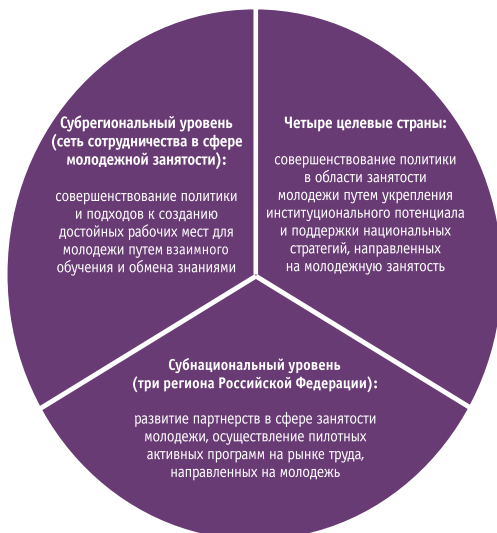 Субрегиональный уровень
(сеть сотрудничества в сфере
молодежной занятости):
совершенствование политики
и подходов к созданию
достойных рабочих мест для
молодежи путем взаимного
обучения и обмена знаниями
Четыре целевые страны:
совершенствование политики
в области занятости
молодежи путем укрепления
институционального потенциала
и поддержки национальных
стратегий, направленных
на молодежную занятость
Субнациональный уровень
(три региона Российской Федерации):
развитие партнерств в сфере занятости
молодежи, осуществление пилотных
активных программ на рынке труда,
направленных на молодежь